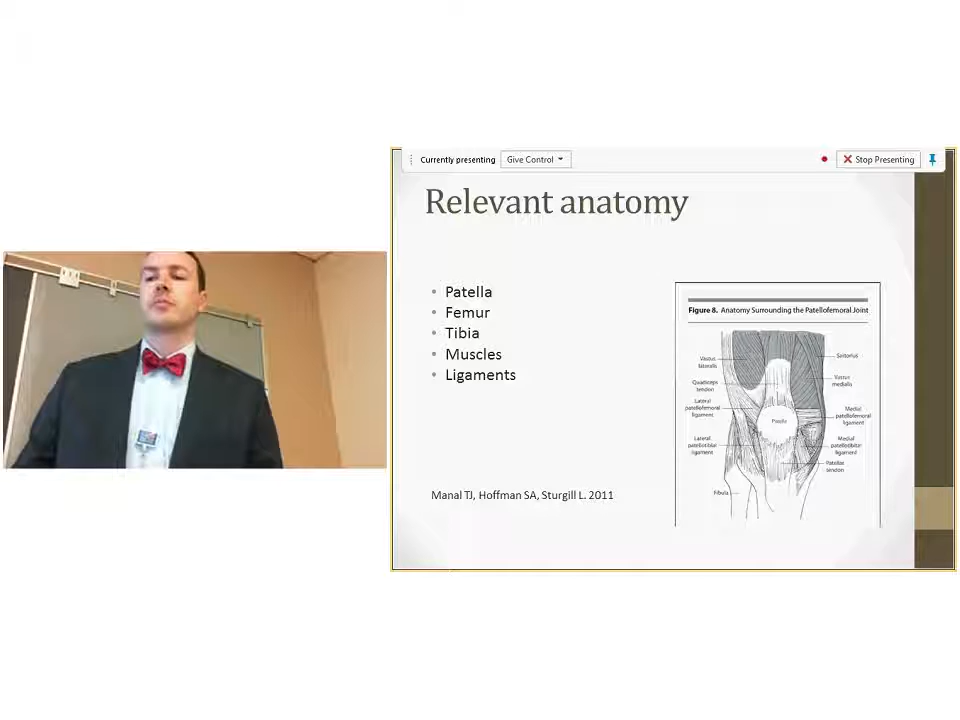 Currently presenting Give Control Stop Presenting
Relevant anatomy
• Patella
• Femur
• Tibia
• Muscles
• Ligaments
Manal TJ, Hoffman SA, Sturgill L. 2011
Figure 8. Anatomy Surrounding the Patellofemoral Joint
Vastus
lateralis
Quadriceps
tendon
Lateral
patellofemoral
ligament
Lateral
patellotibial
ligament
Fibula
Patella
Sartorius
Vastus
medialis
Medial
patellofemoral
ligament
Medial
patellotibial
ligament
Patellar
tendon